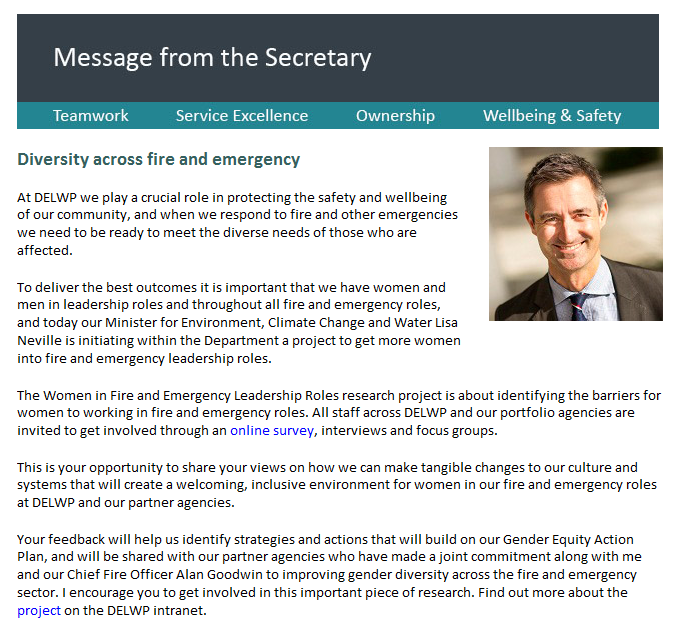 Message from the Secretary
Teamwork Service Excellence Ownership Wellbeing & Safety
Diversity across fire and emergency
At DELWP we play a crucial role in protecting the safety and wellbeing
of our community, and when we respond to fire and other emergencies
we need to be ready to meet the diverse needs of those who are
affected.
To deliver the best outcomes it is important that we have women and
men in leadership roles and throughout all fire and emergency roles,
and today our Minister for Environment, Climate Change and Water Lisa
Neville is initiating within the Department a project to get more women
into fire and emergency leadership roles.
The Women in Fire and Emergency Leadership Roles research project is about identifying the barriers for
women to working in fire and emergency roles. All staff across DELWP and our portfolio agencies are
invited to get involved through an online survey, interviews and focus groups.
This is your opportunity to share your views on how we can make tangible changes to our culture and
systems that will create a welcoming, inclusive environment for women in our fire and emergency roles
at DELWP and our partner agencies.
Your feedback will help us identify strategies and actions that will build on our Gender Equity Action
Plan, and will be shared with our partner agencies who have made a joint commitment along with me
and our Chief Fire Officer Alan Goodwin to improving gender diversity across the fire and emergency
sector. I encourage you to get involved in this important piece of research. Find out more about the
project on the DELWP intranet.